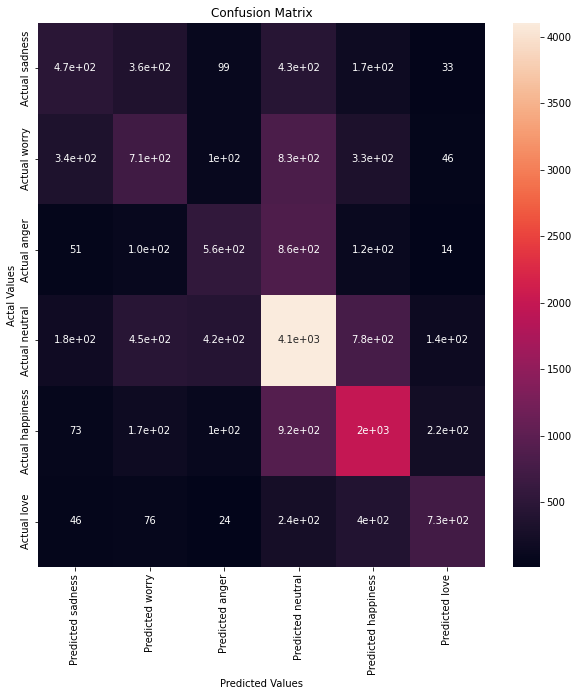 Confusion Matrix
Actal Values
Actual sadness
4.7e+02 3.6e+02 99 4.3e+02 1.7e+02 33
Actual worry
3.4e+02 7.1e+02 1e+02 8.3e+02 3.3e+02 46
Actual anger
51 1.0e+02 5.6e+02 8.6e+02 1.2e+02 14
Actual neutral
1.8e+02 4.5e+02 4.2e+02 4.1e+03 7.8e+02 1.4e+02
Actual happiness
73 1.7e+02 1e+02 9.2e+02 2e+03 2.2e+02
Actual love
46 76 24 2.4e+02 4e+02 7.3e+02
Predicted sadness
Predicted worry
Predicted anger
Predicted neutral
Predicted happiness
Predicted love
Predicted Values
4000
3500
3000
2500
2000
1500
1000
500